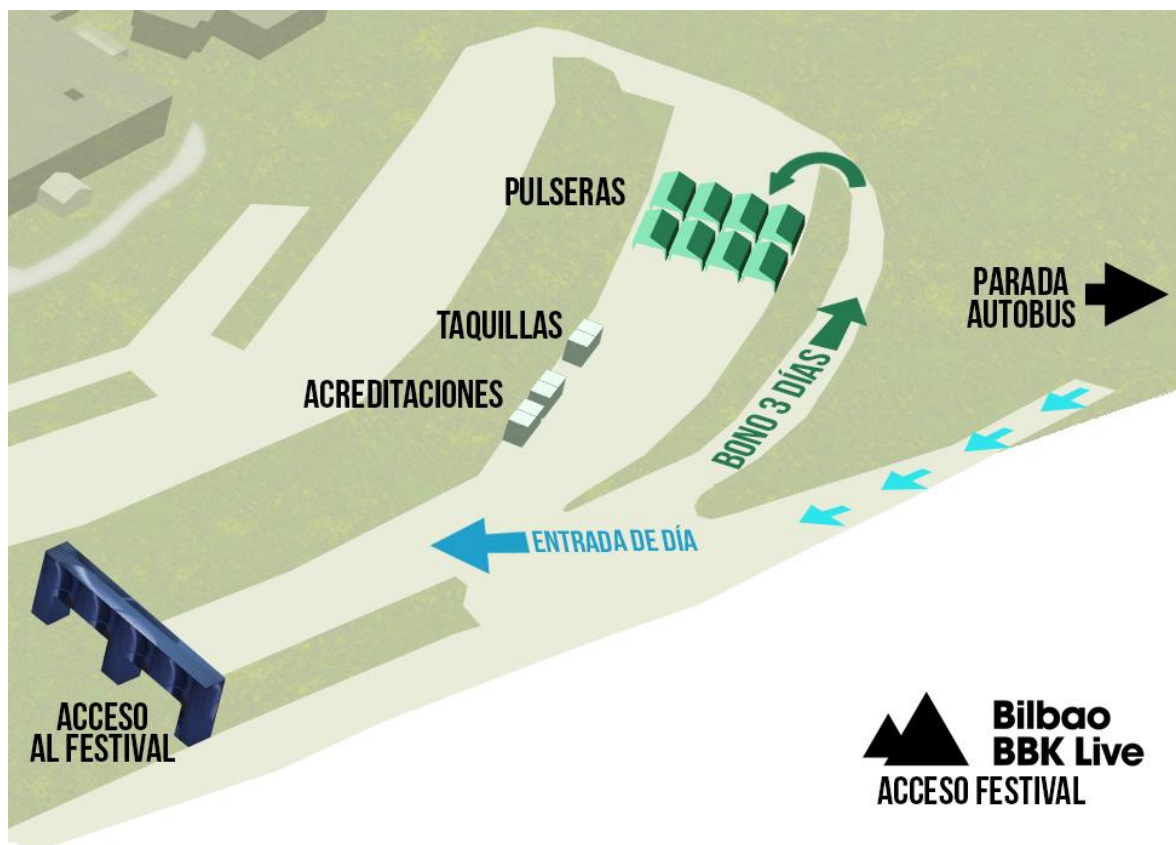 PULSERAS
PARADA
AUTOBUS
TAQUILLAS
ACREDITACIONES
BONO 3 DÍAS
ENTRADA DE DÍA
ACCESO
AL FESTIVAL
Bilbao
BBK Live
ACCESO FESTIVAL